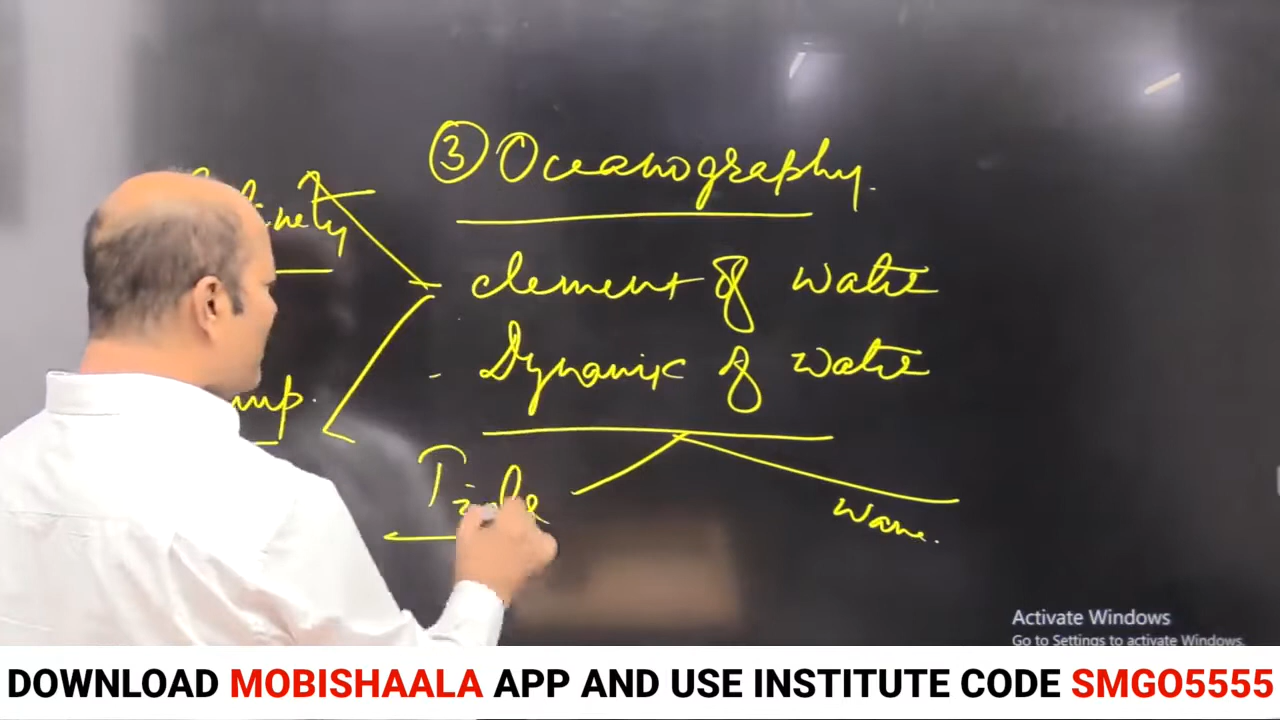 ③ Oceanography.
- element of water
- Dynamic of water
Tide
Wave.
Activate Windows
Go to Settings to activate Windows.
DOWNLOAD MOBISHAALA APP AND USE INSTITUTE CODE SMGO5555